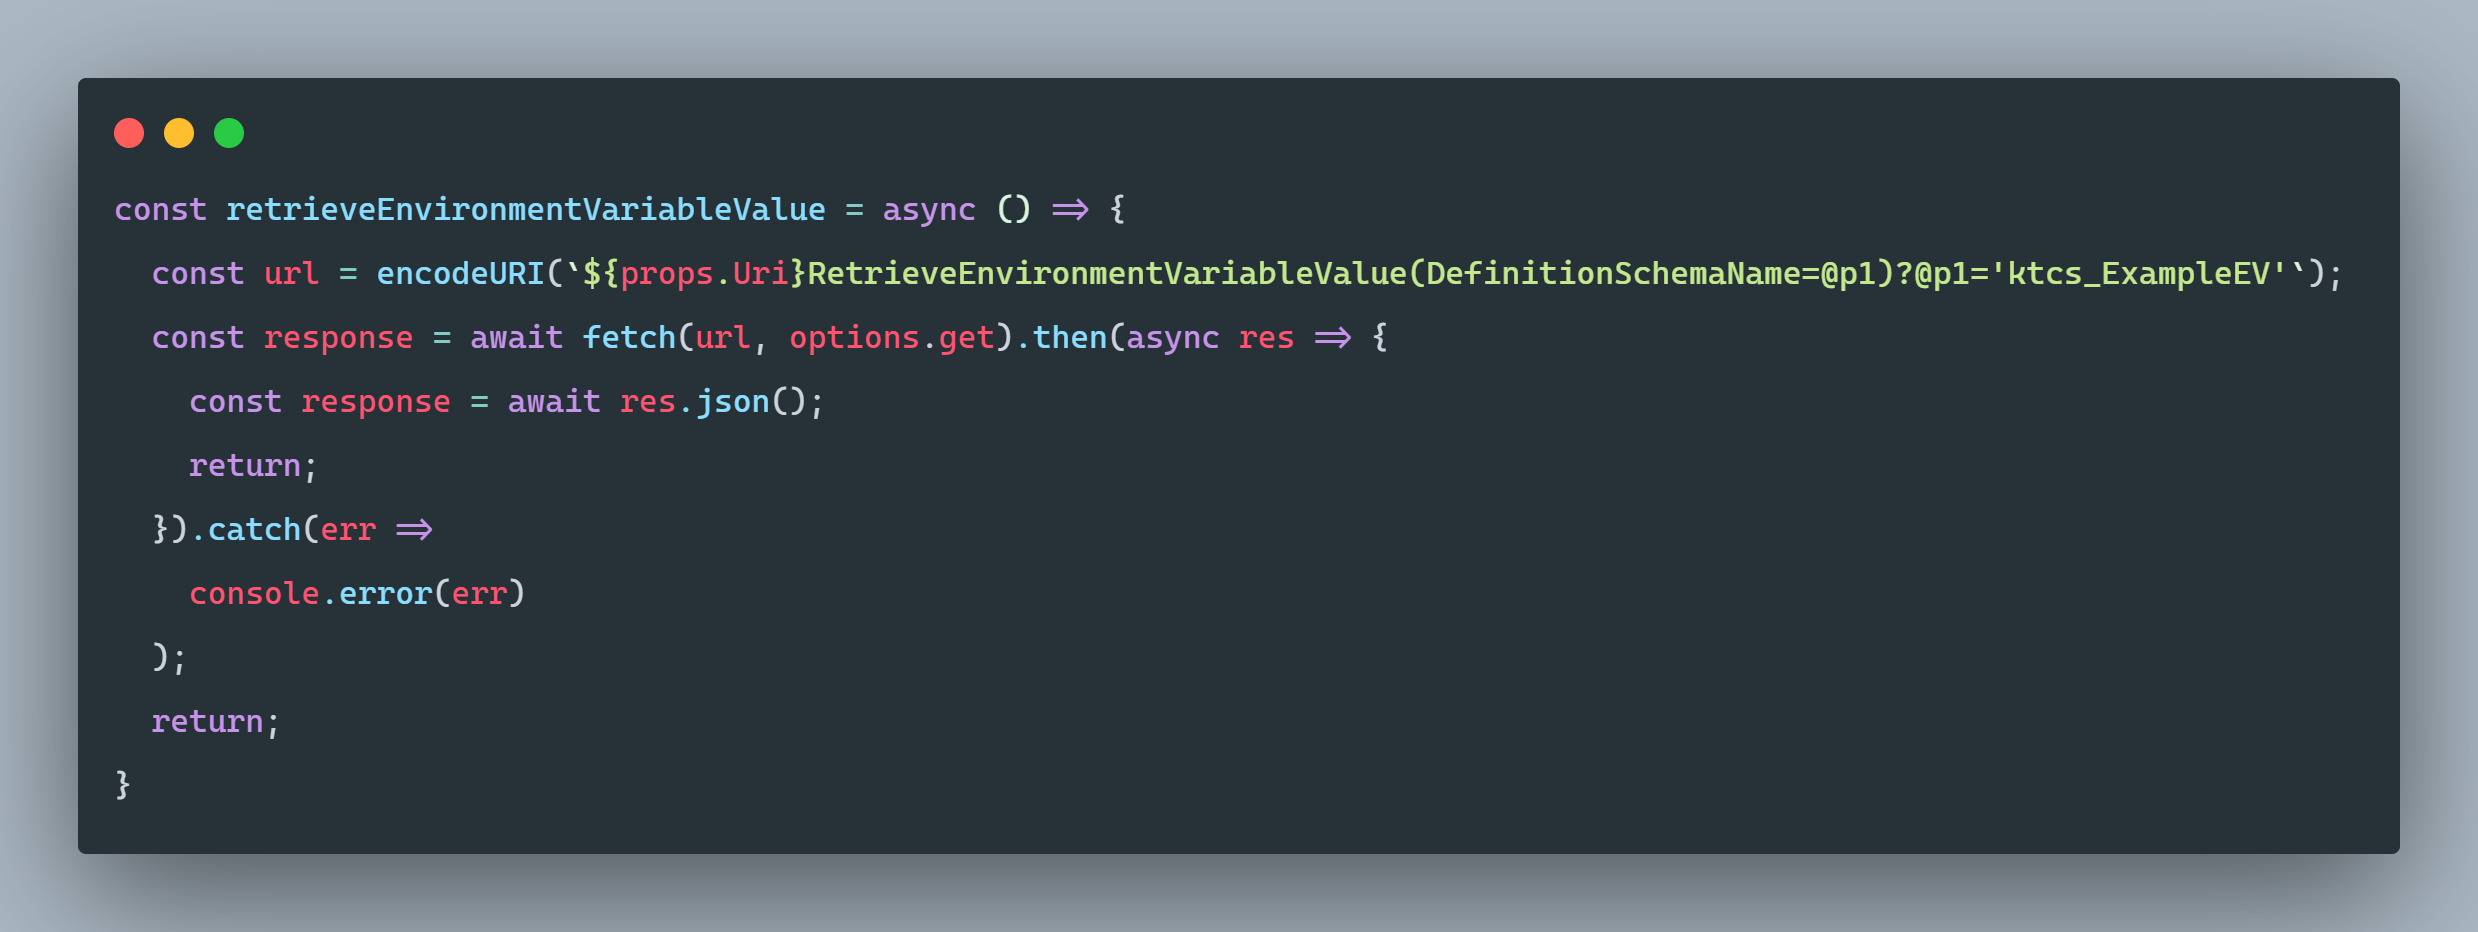 const retrieveEnvironmentVariableValue = async () => {
  const url = encodeURI(`${props.Uri}RetrieveEnvironmentVariableValue(DefinitionSchemaName=@p1)?@p1='ktcs_ExampleEV'`);
  const response = await fetch(url, options.get).then(async res => {
    const response = await res.json();
    return;
  }).catch(err =>
    console.error(err)
  );
  return;
}